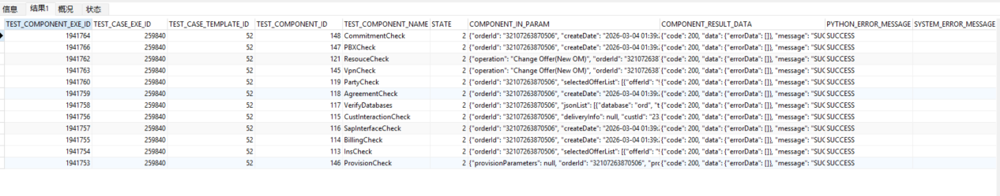 信息 结果1 概况 状态
TEST_COMPONENT_EXE_ID TEST_CASE_EXE_ID TEST_CASE_TEMPLATE_ID TEST_COMPONENT_ID TEST_COMPONENT_NAME STATE COMPONENT_IN_PARAM COMPONENT_RESULT_DATA PYTHON_ERROR_MESSAGE SYSTEM_ERROR_MESSAGE
1941764 259840 52 148 CommitmentCheck 2 {"orderId": "32107263870506", "createDate": "2026-03-04 01:39: {"code": 200, "data": {"errorData": []}, "message": "SUC SUCCESS
1941766 259840 52 147 PBXCheck 2 {"orderId": "32107263870506", "createDate": "2026-03-04 01:39: {"code": 200, "data": {"errorData": []}, "message": "SUC SUCCESS
1941762 259840 52 121 ResouceCheck 2 {"operation": "Change Offer(New OM)", "orderId": "321072638 {"code": 200, "data": {"errorData": []}, "message": "SUC SUCCESS
1941763 259840 52 145 VpnCheck 2 {"operation": "Change Offer(New OM)", "orderId": "321072638 {"code": 200, "data": {"errorData": []}, "message": "SUC SUCCESS
1941760 259840 52 119 PartyCheck 2 {"orderId": "32107263870506", "selectedOfferList": [{"offerId": " {"code": 200, "data": {"errorData": []}, "message": "SUC SUCCESS
1941759 259840 52 118 AgreementCheck 2 {"orderId": "32107263870506", "createDate": "2026-03-04 01:39: {"code": 200, "data": {"errorData": []}, "message": "SUC SUCCESS
1941758 259840 52 117 VerifyDatabases 2 {"orderId": "32107263870506", "jsonList": [{"database": "ord", "t {"code": 200, "data": {"errorData": []}, "message": "SUC SUCCESS
1941756 259840 52 115 CustInteractionCheck 2 {"orderId": "32107263870506", "deliveryInfo": null, "custId": "23. {"code": 200, "data": {"errorData": []}, "message": "SUC SUCCESS
1941757 259840 52 116 SapInterfaceCheck 2 {"orderId": "32107263870506", "createDate": "2026-03-04 01:39: {"code": 200, "data": {"errorData": []}, "message": "SUC SUCCESS
1941755 259840 52 114 BillingCheck 2 {"orderId": "32107263870506", "createDate": "2026-03-04 01:39: {"code": 200, "data": {"errorData": []}, "message": "SUC SUCCESS
1941754 259840 52 113 InsCheck 2 {"orderId": "32107263870506", "selectedOfferList": [{"offerId": " {"code": 200, "data": {"errorData": []}, "message": "SUC SUCCESS
1941753 259840 52 146 ProvisionCheck 2 {"provisionParameters": null, "orderId": "32107263870506", "pro {"code": 200, "data": {"errorData": []}, "message": "SUC SUCCESS